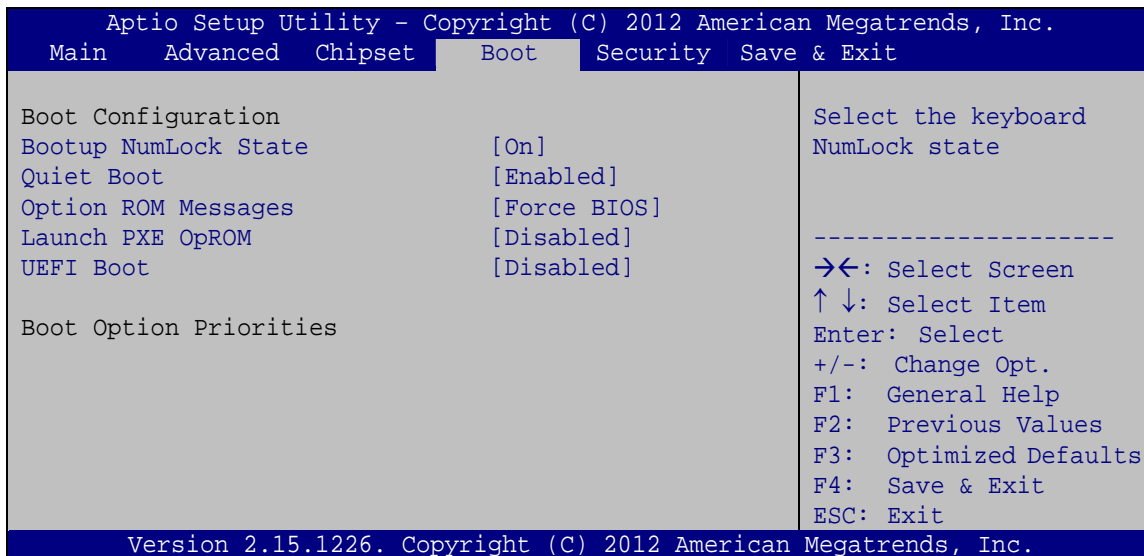 Aptio Setup Utility – Copyright (C) 2012 American Megatrends, Inc.
Main Advanced Chipset Boot Security Save & Exit
Boot Configuration
Bootup NumLock State [On]
Quiet Boot [Enabled]
Option ROM Messages [Force BIOS]
Launch PXE OpROM [Disabled]
UEFI Boot [Disabled]
Boot Option Priorities
Select the keyboard
NumLock state
---------------------
→←: Select Screen
↑ ↓: Select Item
Enter: Select
+/-: Change Opt.
F1: General Help
F2: Previous Values
F3: Optimized Defaults
F4: Save & Exit
ESC: Exit
Version 2.15.1226. Copyright (C) 2012 American Megatrends, Inc.